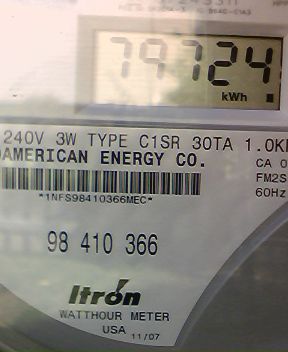 79724
kWh
240V 3W TYPE C1SR 30TA 1.0K
AMERICAN ENERGY CO.
CA 0
*1NFS98410366MEC*
FM2S
60Hz
98 410 366
Itrón
WATTHOUR METER
USA 11/07